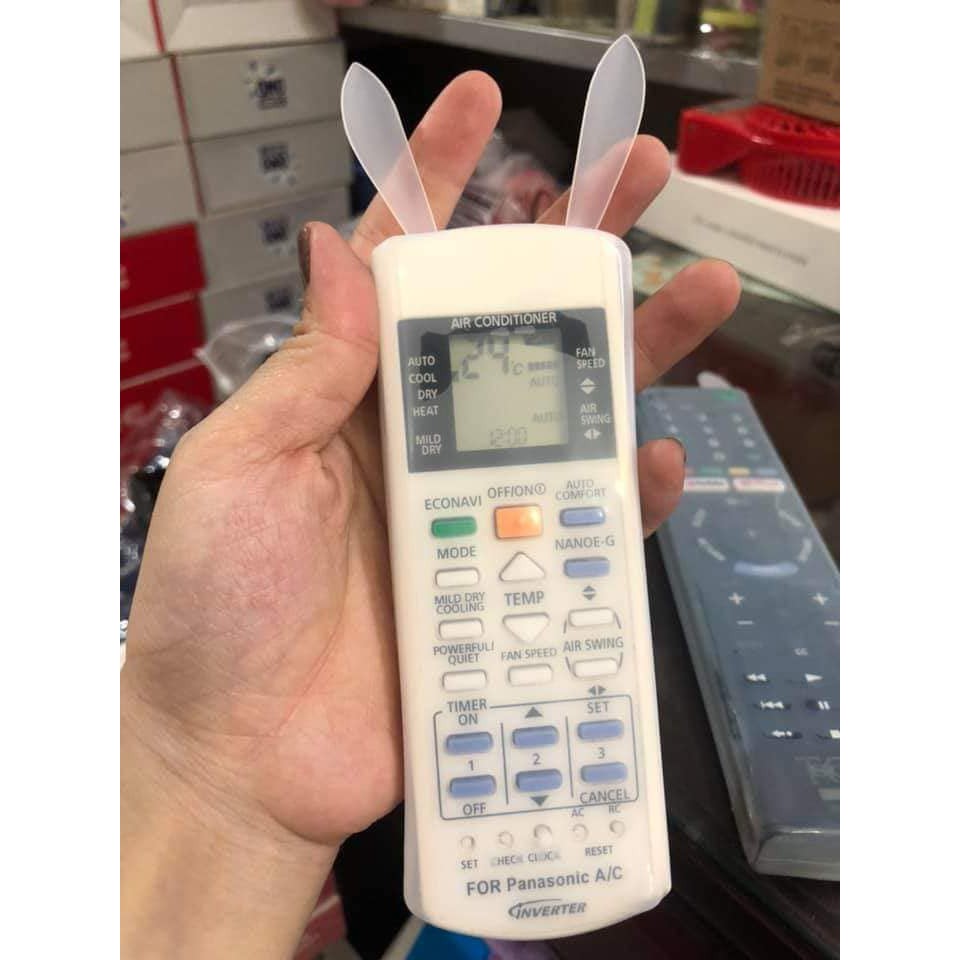 AIR CONDITIONER
AUTO
COOL
DRY
HEAT
MILD
DRY
FAN
SPEED
AIR
SWING
°C
AUTO
AUTO
12:00
ECONAVI
OFF/ON
AUTO
COMFORT
MODE
NANOE-G
MILD DRY
COOLING
TEMP
POWERFUL/
QUIET
FAN SPEED
AIR SWING
TIMER
ON
SET
1
2
3
OFF
CANCEL
AC
RC
SET
CHECK
CLOCK
RESET
FOR Panasonic A/C
INVERTER